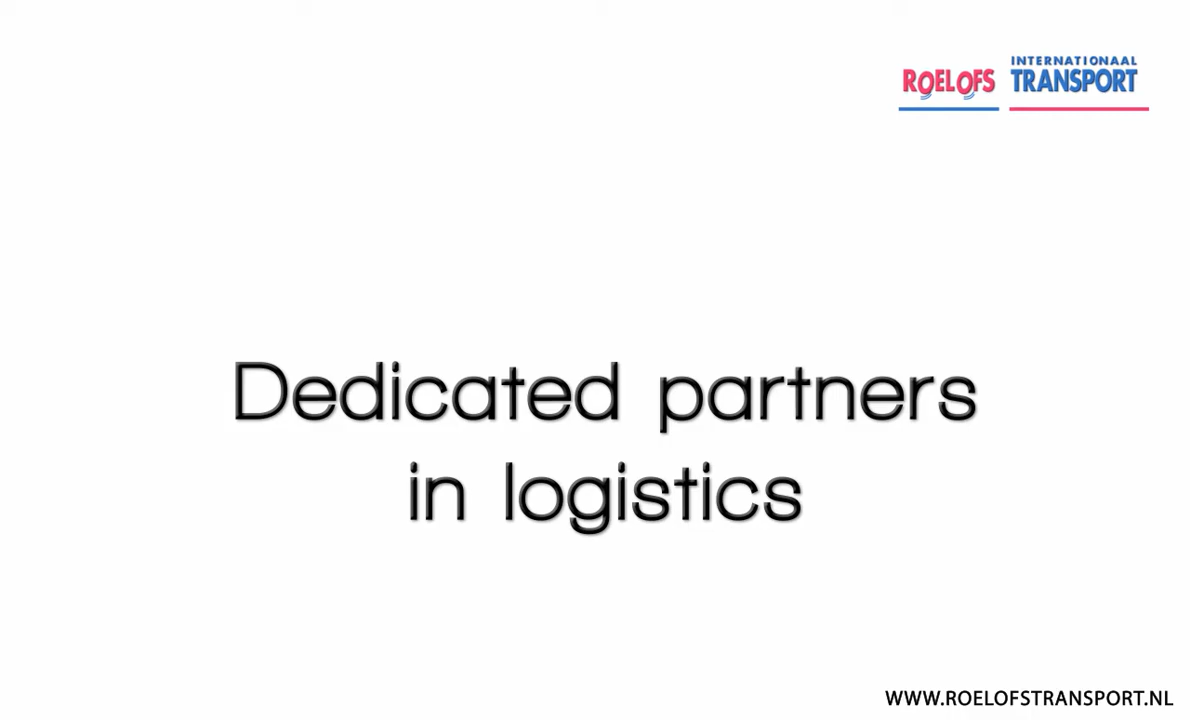 INTERNATIONAAL
ROELOFS TRANSPORT
Dedicated partners
in logistics
WWW.ROELOFSTRANSPORT.NL